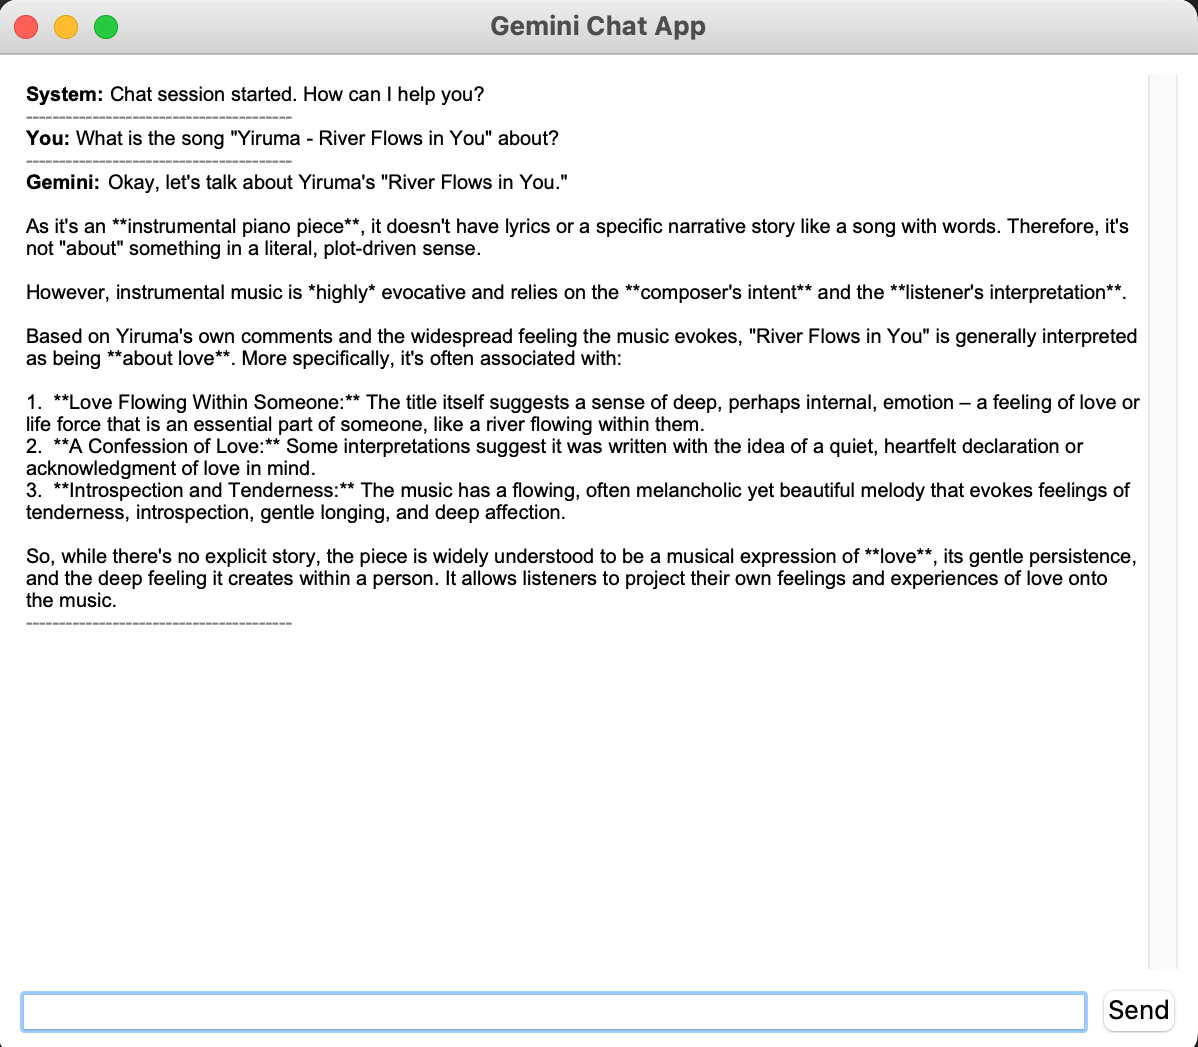 Gemini Chat App
System: Chat session started. How can I help you?
----------------------------------------
You: What is the song "Yiruma - River Flows in You" about?
----------------------------------------
Gemini: Okay, let's talk about Yiruma's "River Flows in You."
As it's an **instrumental piano piece**, it doesn't have lyrics or a specific narrative story like a song with words. Therefore, it's
not "about" something in a literal, plot-driven sense.
However, instrumental music is *highly* evocative and relies on the **composer's intent** and the **listener's interpretation**.
Based on Yiruma's own comments and the widespread feeling the music evokes, "River Flows in You" is generally interpreted
as being **about love**. More specifically, it's often associated with:
1.  **Love Flowing Within Someone:** The title itself suggests a sense of deep, perhaps internal, emotion – a feeling of love or
life force that is an essential part of someone, like a river flowing within them.
2.  **A Confession of Love:** Some interpretations suggest it was written with the idea of a quiet, heartfelt declaration or
acknowledgment of love in mind.
3.  **Introspection and Tenderness:** The music has a flowing, often melancholic yet beautiful melody that evokes feelings of
tenderness, introspection, gentle longing, and deep affection.
So, while there's no explicit story, the piece is widely understood to be a musical expression of **love**, its gentle persistence,
and the deep feeling it creates within a person. It allows listeners to project their own feelings and experiences of love onto
the music.
----------------------------------------
Send